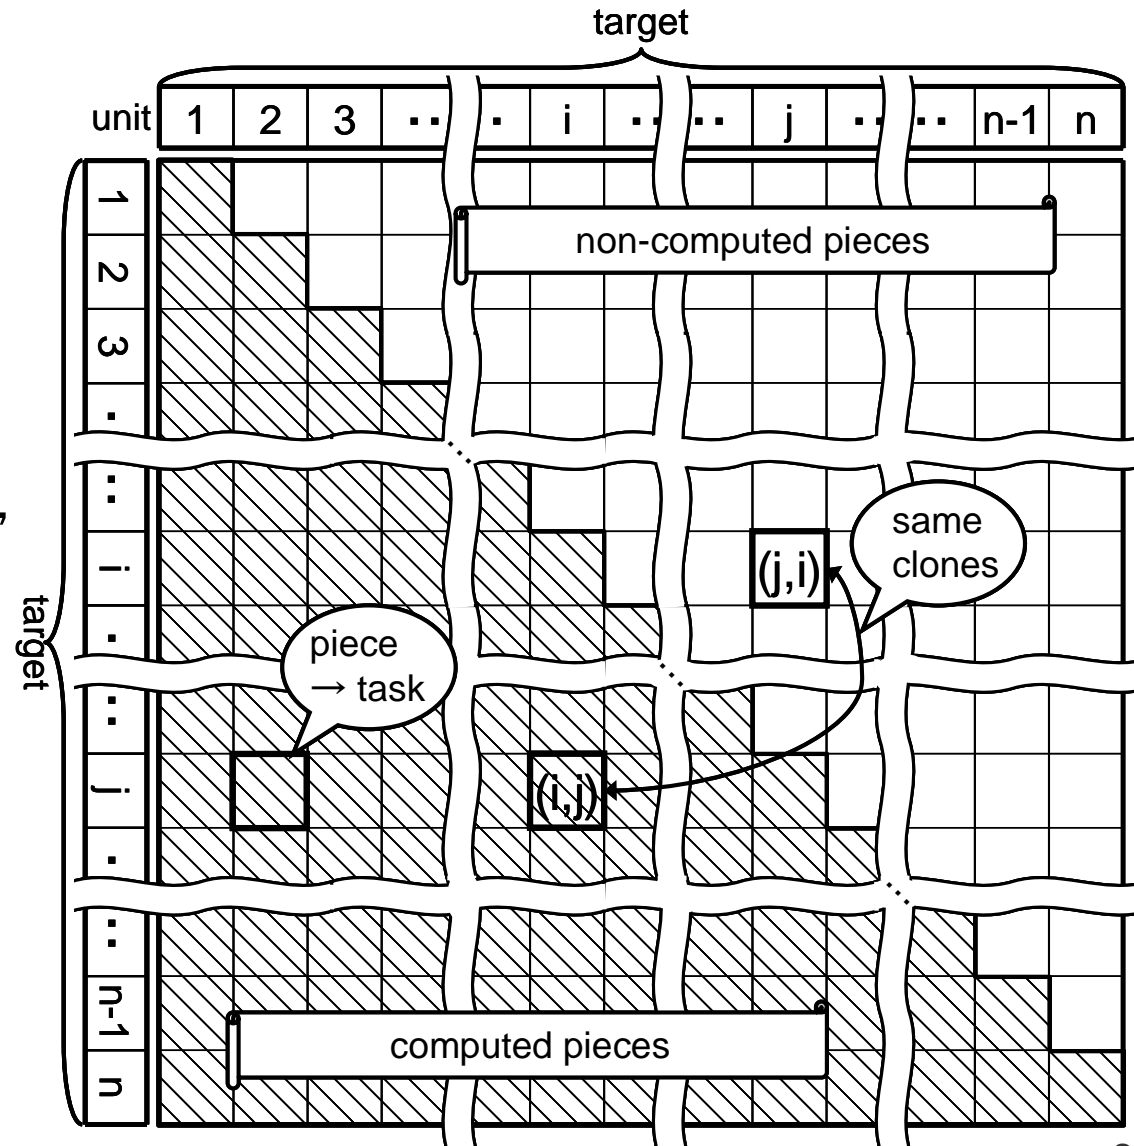 target
unit 1 2 3 ·· · i ·· ·· j ·· ·· n-1 n
1
non-computed pieces
2
3
·
:
,
same
clones
i
(j,i)
target
·
piece
→ task
:
j
(i,j)
·
:
n-1
computed pieces
n